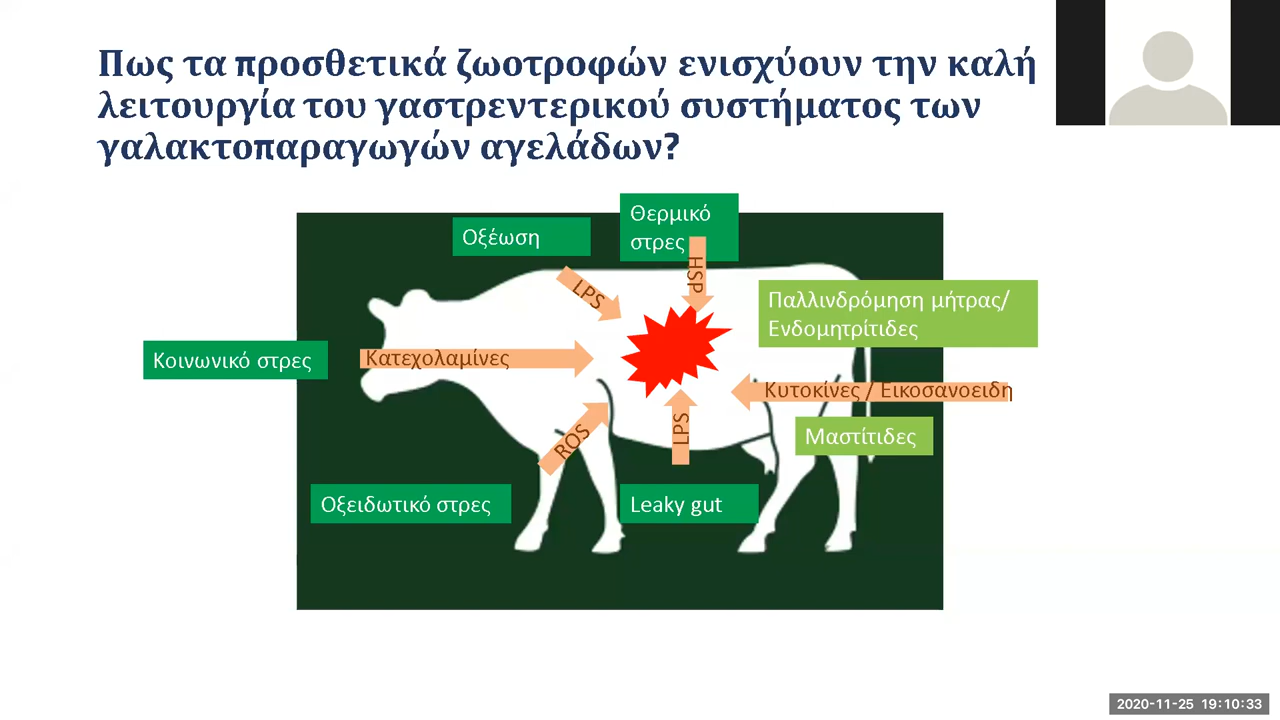 Πως τα προσθετικά ζωοτροφών ενισχύουν την καλή
λειτουργία του γαστρεντερικού συστήματος των
γαλακτοπαραγωγών αγελάδων?
Θερμικό
στρες
Οξέωση
HSP
LPS
Παλλινδρόμηση μήτρας/
Ενδομητρίτιδες
Κοινωνικό στρες
Κατεχολαμίνες
Κυτοκίνες / Εικοσανοειδη
ROS
LPS
Μαστίτιδες
Οξειδωτικό στρες
Leaky gut
2020-11-25 19:10:33